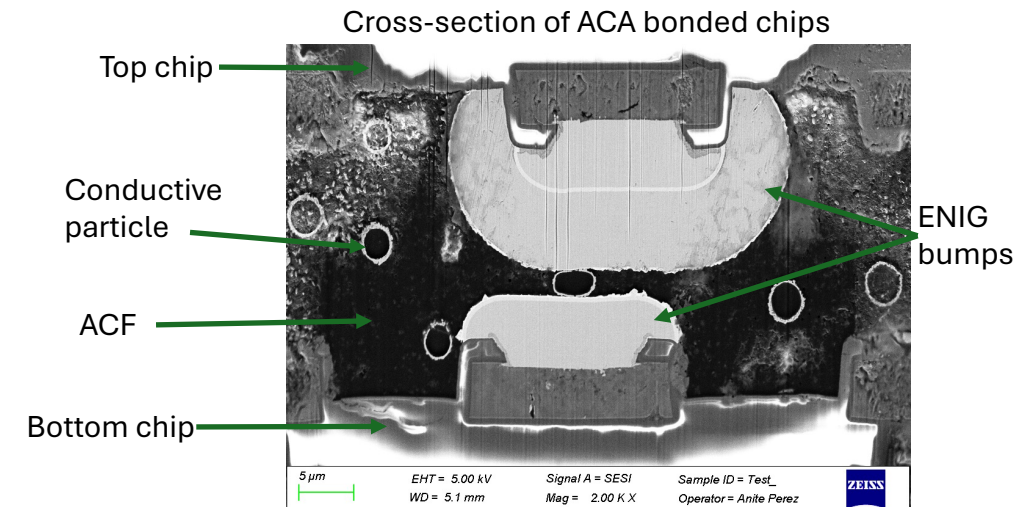 Cross-section of ACA bonded chips
Top chip
Conductive
particle
ENIG
bumps
ACF
Bottom chip
5 µm
EHT = 5.00 kV
Signal A = SESI
Sample ID = Test_
WD = 5.1 mm
Mag = 2.00 K X
Operator = Anite Perez
ZEISS